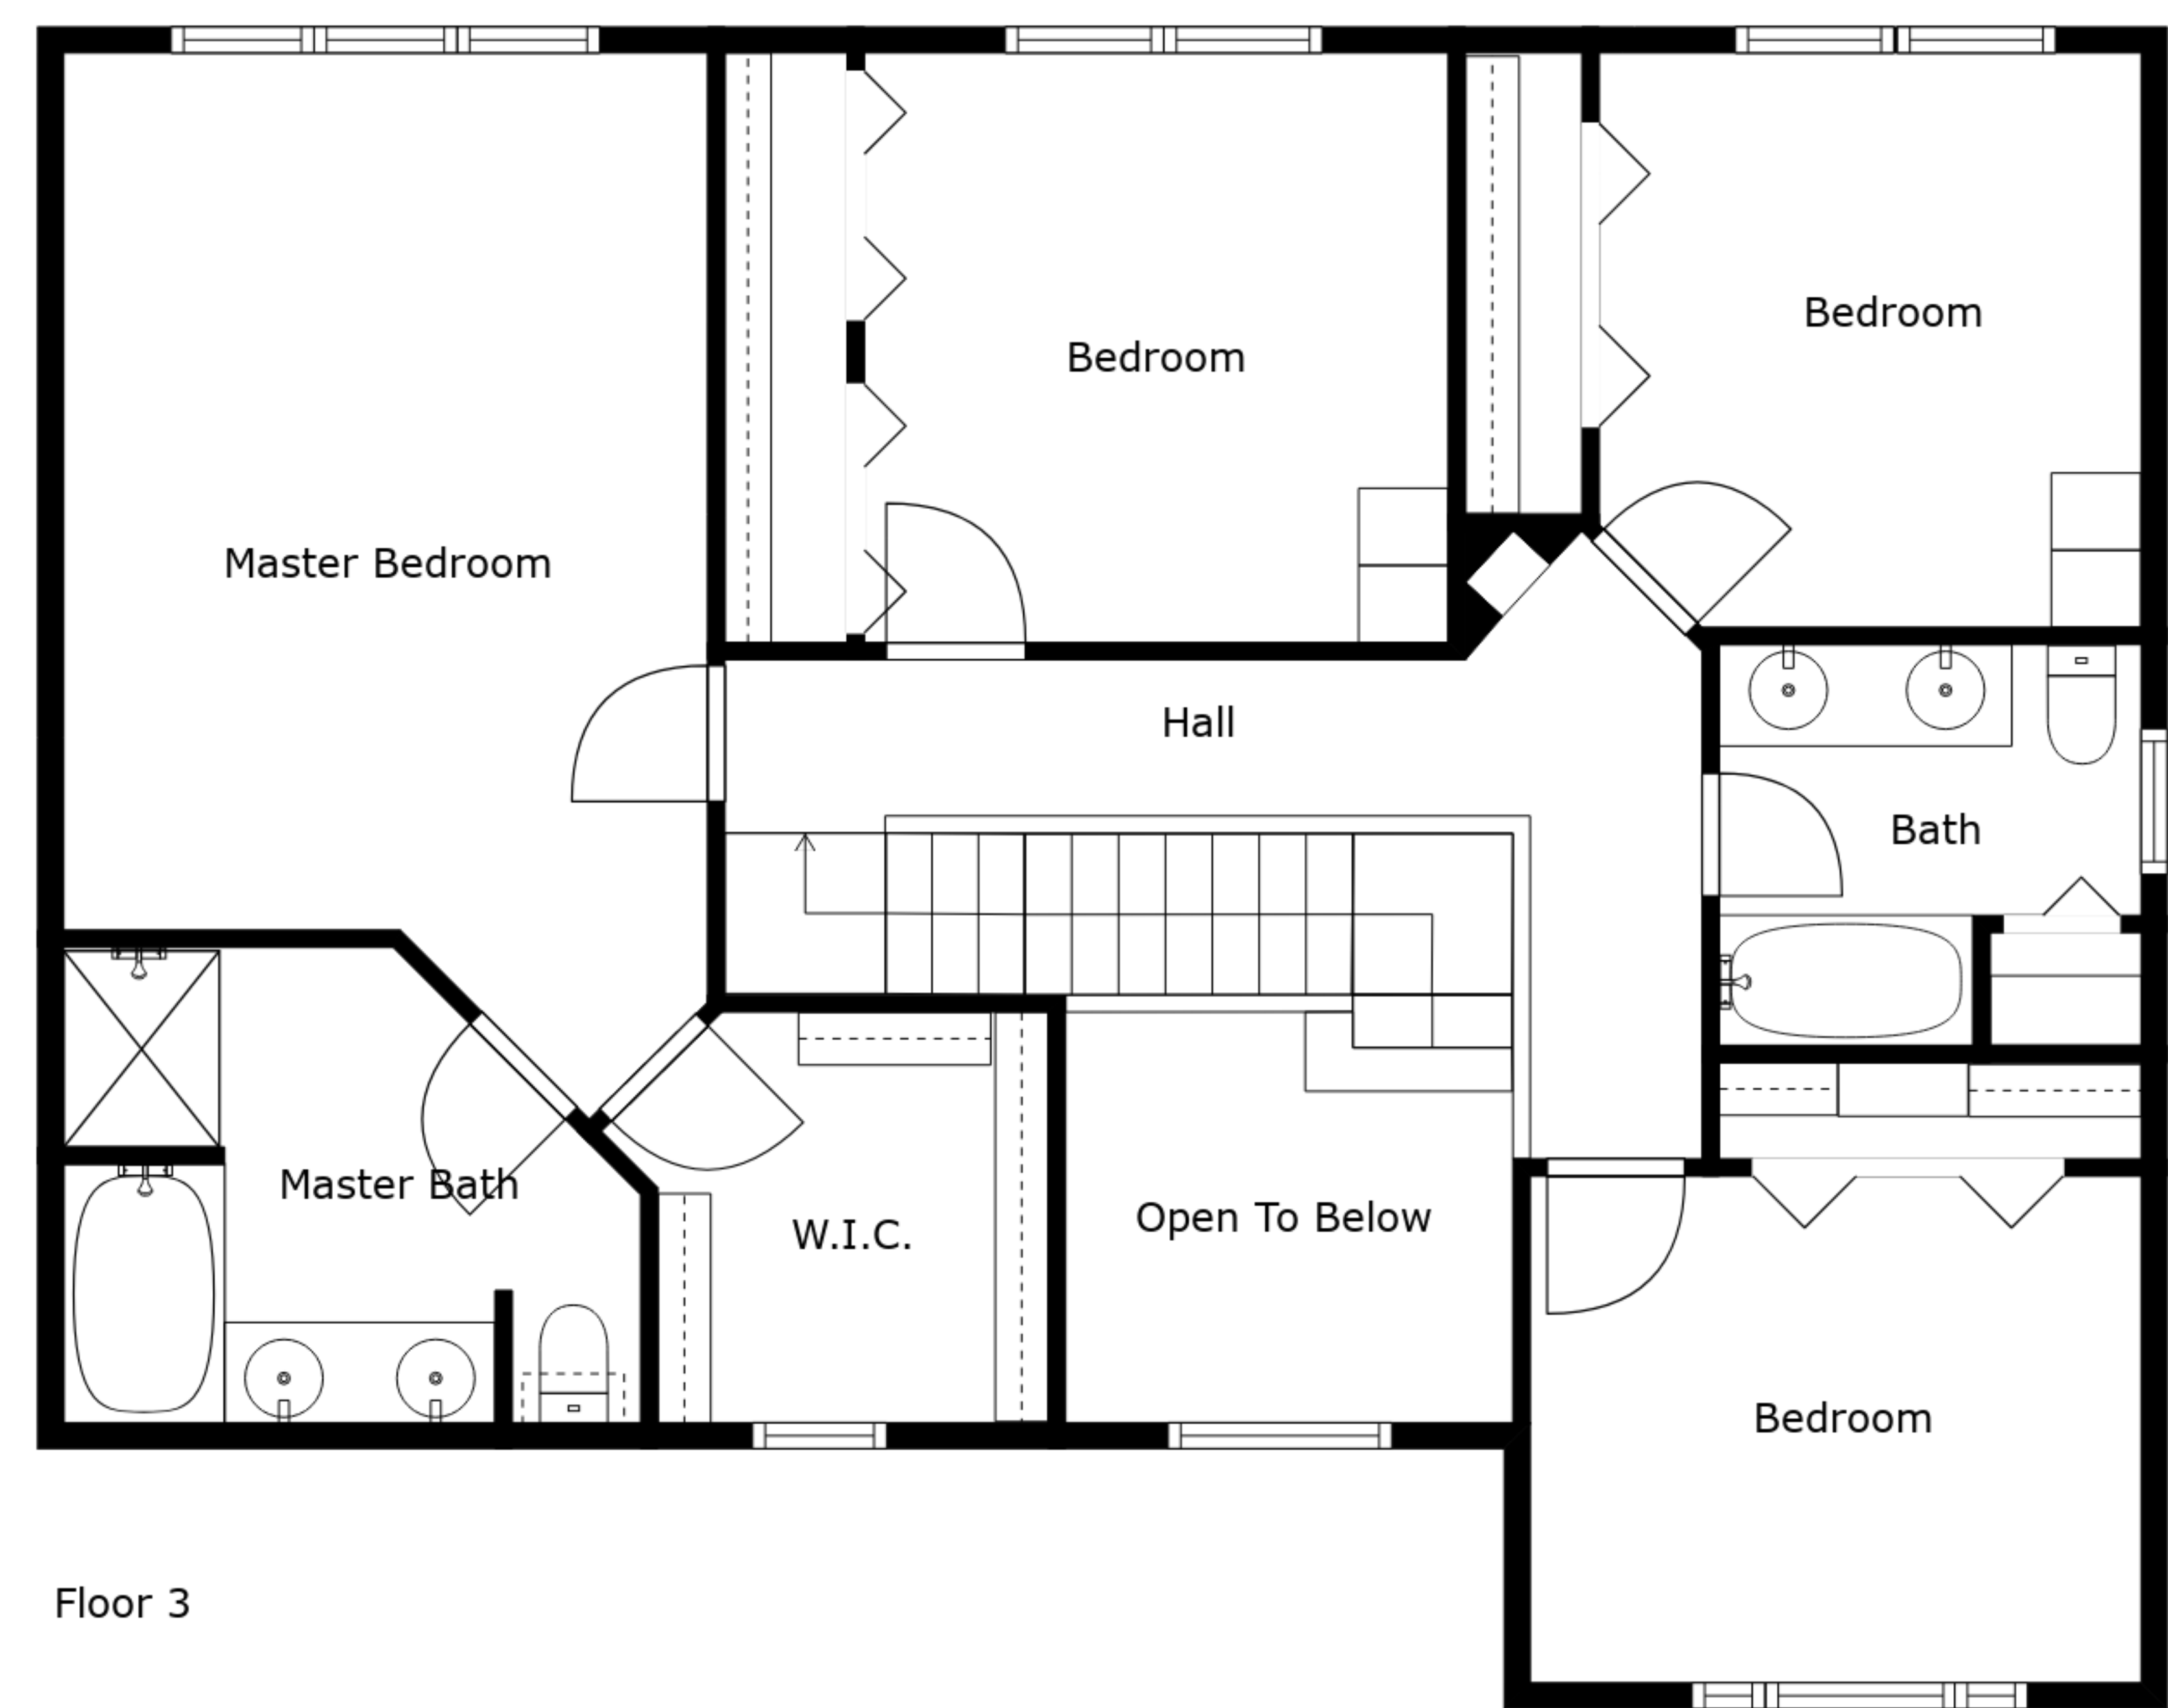 Bedroom
Bedroom
Master Bedroom
Hall
Bath
Master Bath
W.I.C.
Open To Below
Bedroom
Floor 3